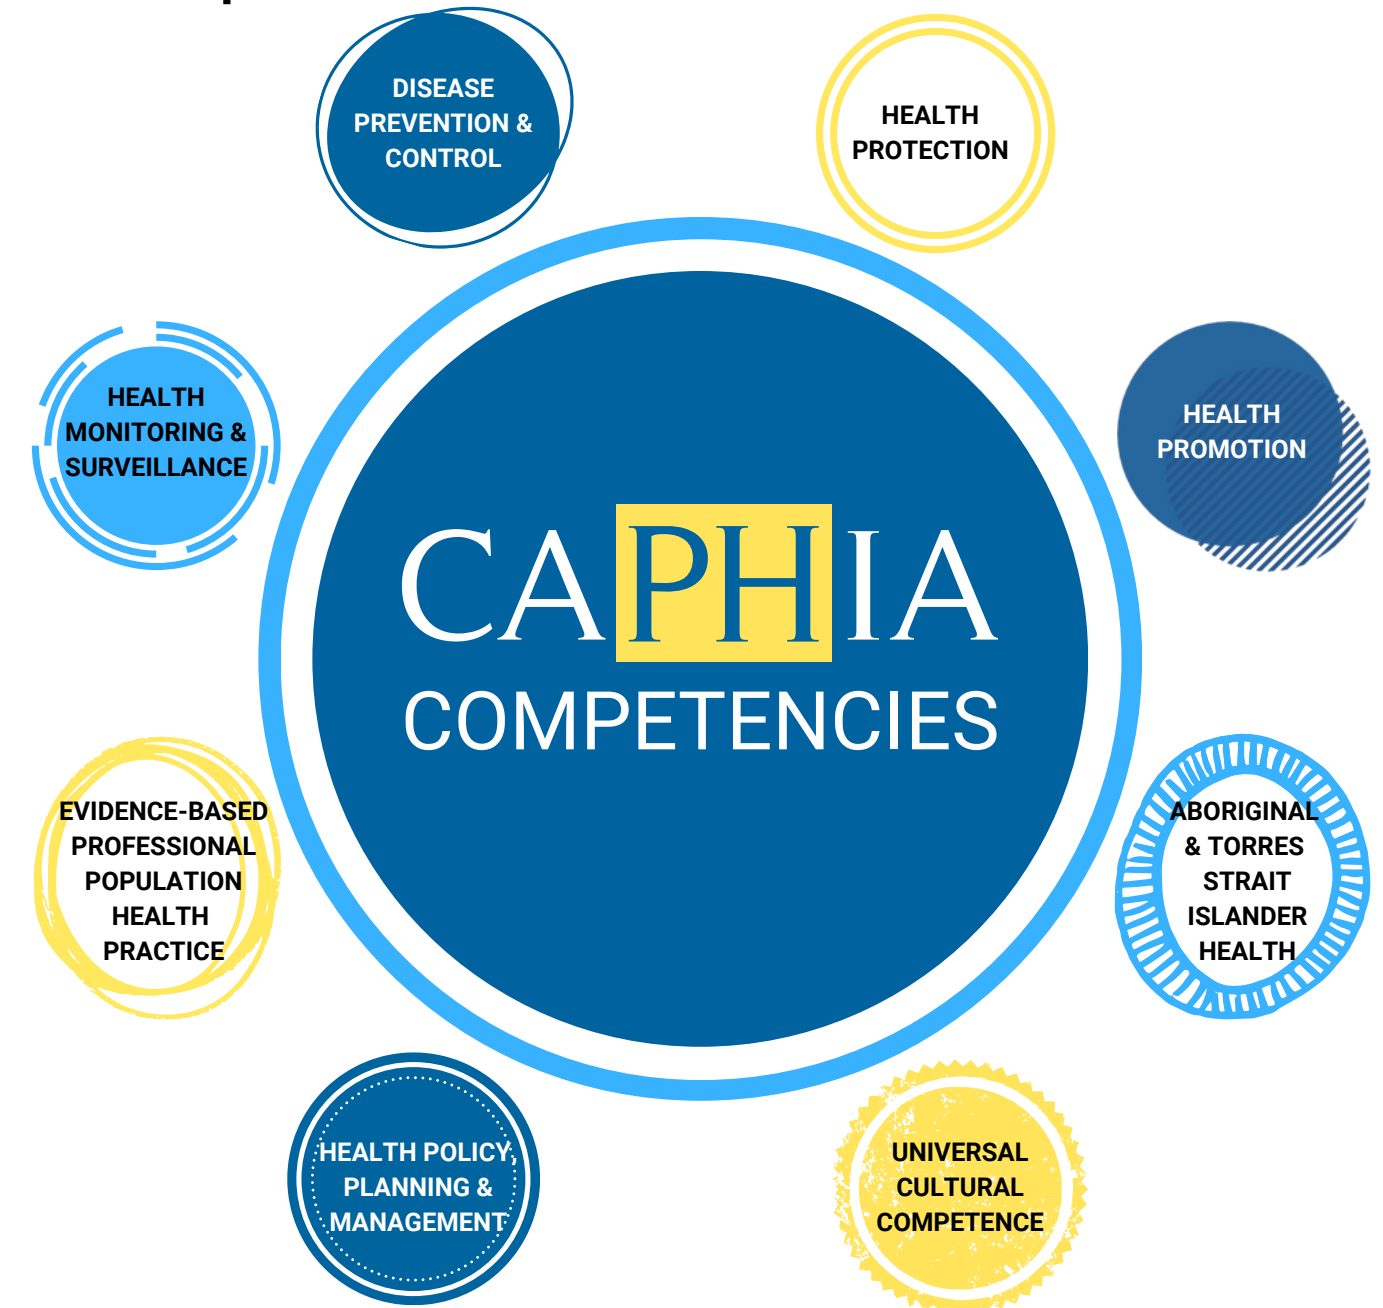 DISEASE
PREVENTION &
CONTROL
HEALTH
PROTECTION
HEALTH
MONITORING &
SURVEILLANCE
HEALTH
PROMOTION
CAPHIA
COMPETENCIES
EVIDENCE-BASED
PROFESSIONAL
POPULATION
HEALTH
PRACTICE
ABORIGINAL
& TORRES
STRAIT
ISLANDER
HEALTH
HEALTH POLICY,
PLANNING &
MANAGEMENT
UNIVERSAL
CULTURAL
COMPETENCE